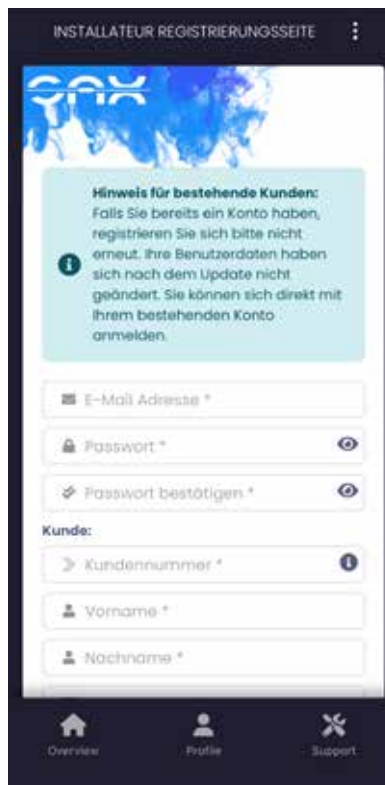 INSTALLATEUR REGISTRIERUNGSSEITE
SAX
Hinweis für bestehende Kunden:
Falls Sie bereits ein Konto haben,
registrieren Sie sich bitte nicht
erneut. Ihre Benutzerdaten haben
sich nach dem Update nicht
geändert. Sie können sich direkt mit
Ihrem bestehenden Konto
anmelden.
E-Mail Adresse *
Passwort *
Passwort bestätigen *
Kunde:
Kundennummer *
Vorname *
Nachname *
Overview
Profile
Support